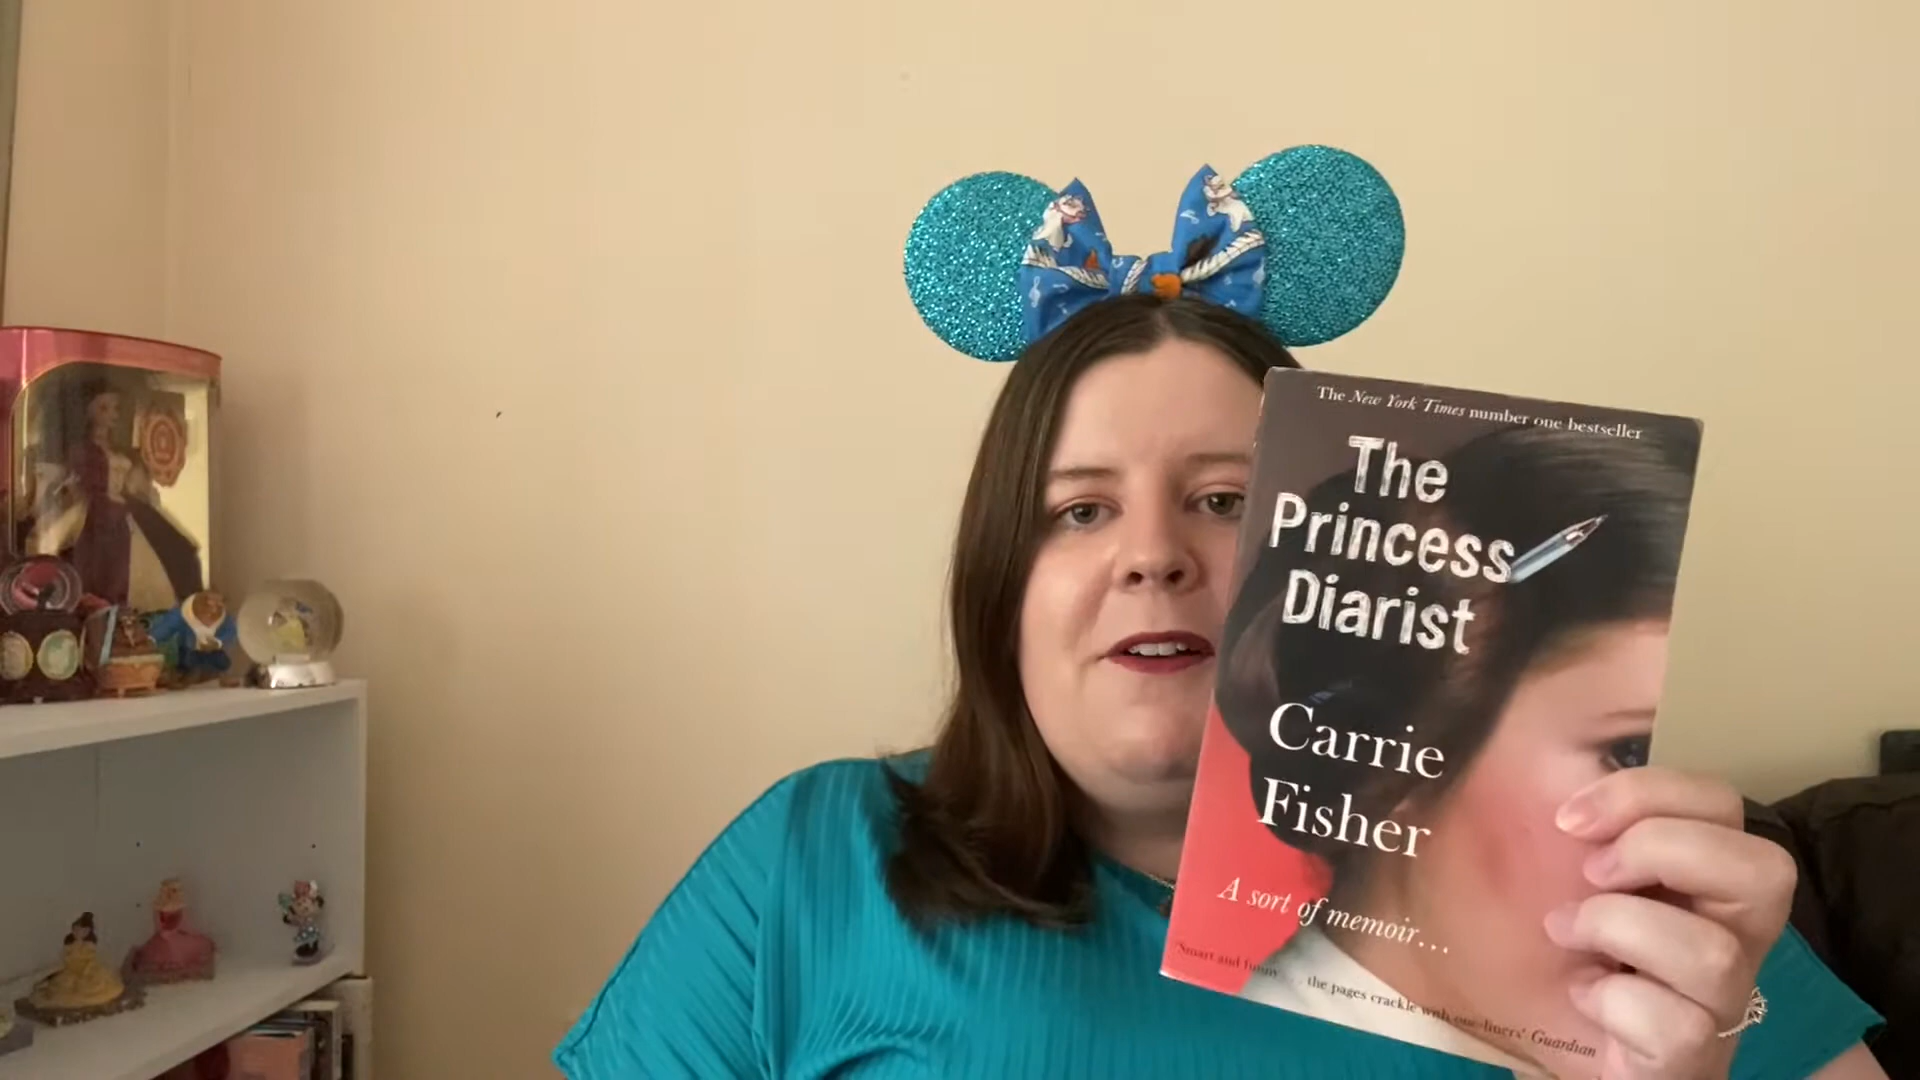 The New York Times number one bestseller
The
Princess
Diarist
Carrie
Fisher
A sort of memoir...
'Smart and funny ... the pages crackle with one-liners' Guardian